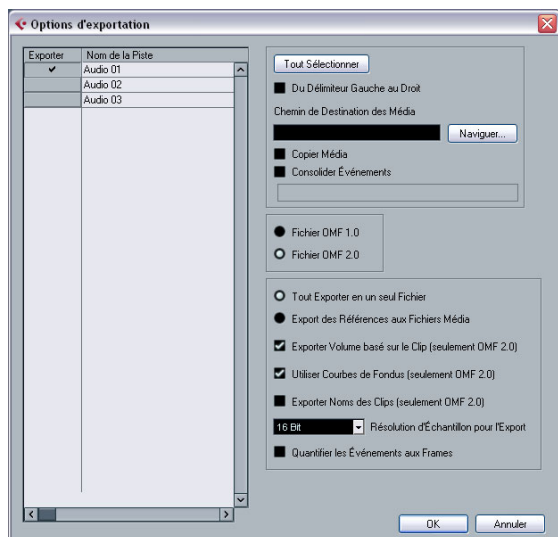 Options d'exportation
Exporter Nom de la Piste
Audio 01
Audio 02
Audio 03
Tout Sélectionner
Du Délimiteur Gauche au Droit
Chemin de Destination des Média
Naviguer...
Copier Média
Consolider Événements
Fichier OMF 1.0
Fichier OMF 2.0
Tout Exporter en un seul Fichier
Export des Références aux Fichiers Média
Exporter Volume basé sur le Clip (seulement OMF 2.0)
Utiliser Courbes de Fondus (seulement OMF 2.0)
Exporter Noms des Clips (seulement OMF 2.0)
16 Bit Résolution d'Échantillon pour l'Export
Quantifier les Événements aux Frames
OK Annuler